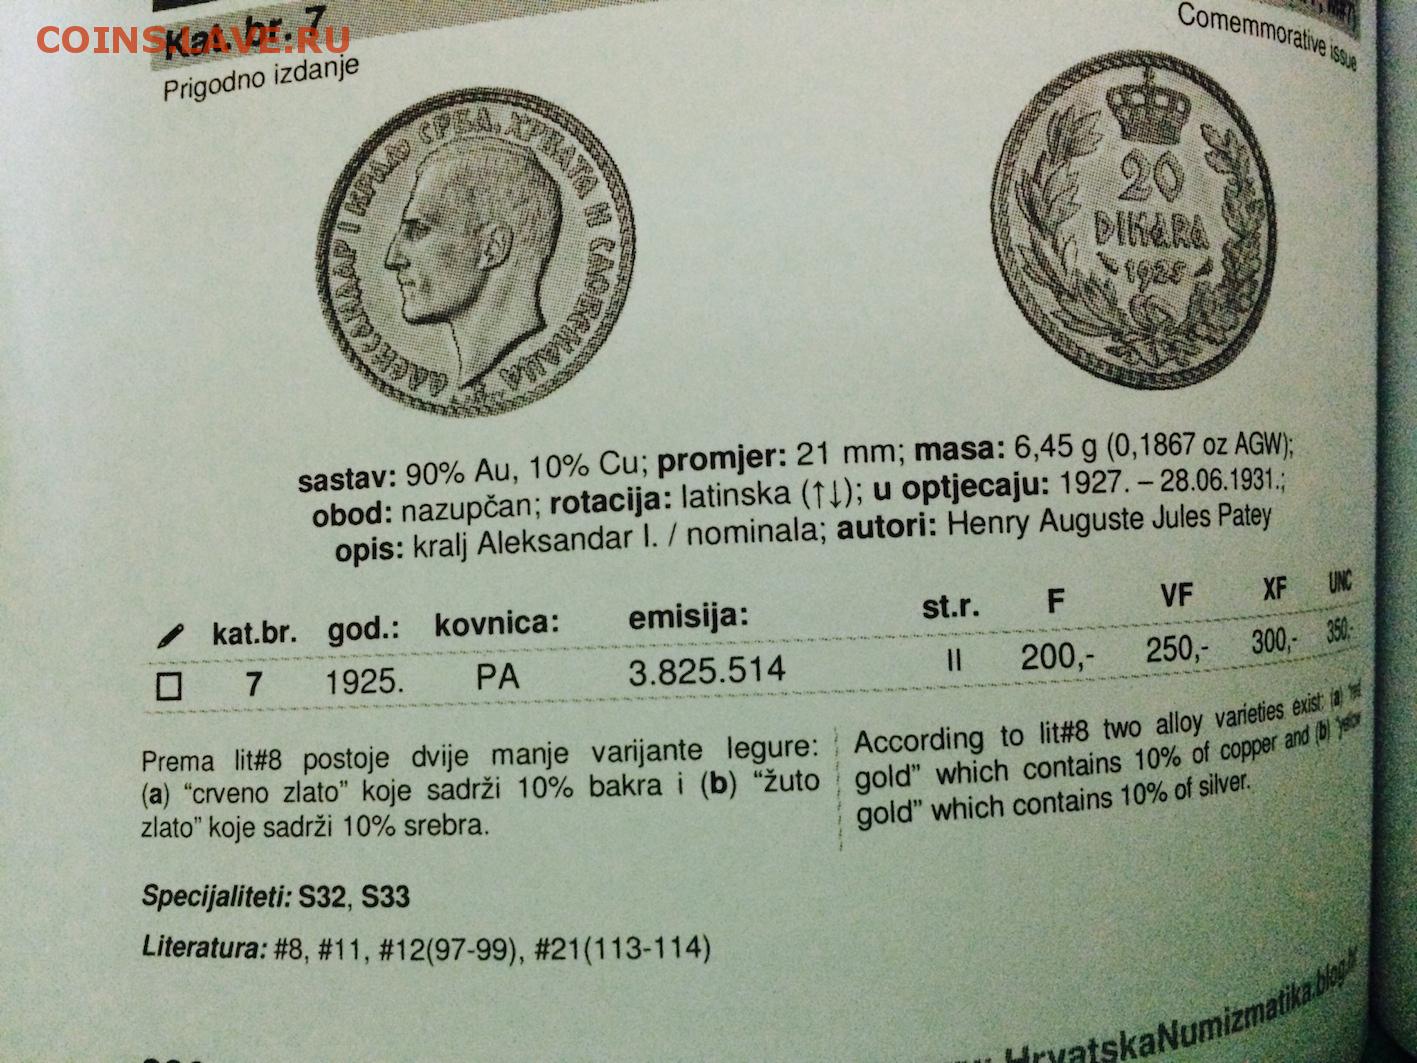 COINS.LAVE.RU
Kat. br. 7
Prigodno izdanje
Comemmorative issue
АЛЕКСАНДАР I КРАЉ СРБА, ХРВАТА И СЛОВЕНАЦА
20
DINARA
1925
sastav: 90% Au, 10% Cu; promjer: 21 mm; masa: 6,45 g (0,1867 oz AGW);
obod: nazupčan; rotacija: latinska (↑↓); u optjecaju: 1927. – 28.06.1931.;
opis: kralj Aleksandar I. / nominala; autori: Henry Auguste Jules Patey
kat.br. god.: kovnica: emisija: st.r. F VF XF UNC
7 1925. PA 3.825.514 II 200,- 250,- 300,- 350,-
Prema lit#8 postoje dvije manje varijante legure:
(a) “crveno zlato” koje sadrži 10% bakra i (b) “žuto
zlato” koje sadrži 10% srebra.
According to lit#8 two alloy varieties exist: (a) “red
gold” which contains 10% of copper and (b) “yellow
gold” which contains 10% of silver.
Specijaliteti: S32, S33
Literatura: #8, #11, #12(97-99), #21(113-114)
HrvatskaNumizmatika.blog.hr